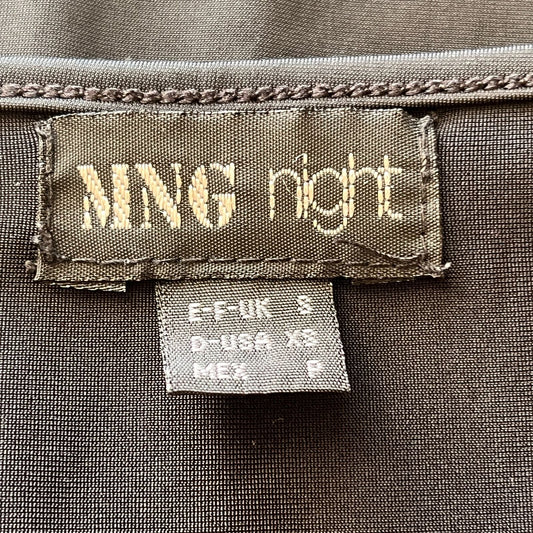 MNG night
E-F-UK S
D-USA XS
MEX P